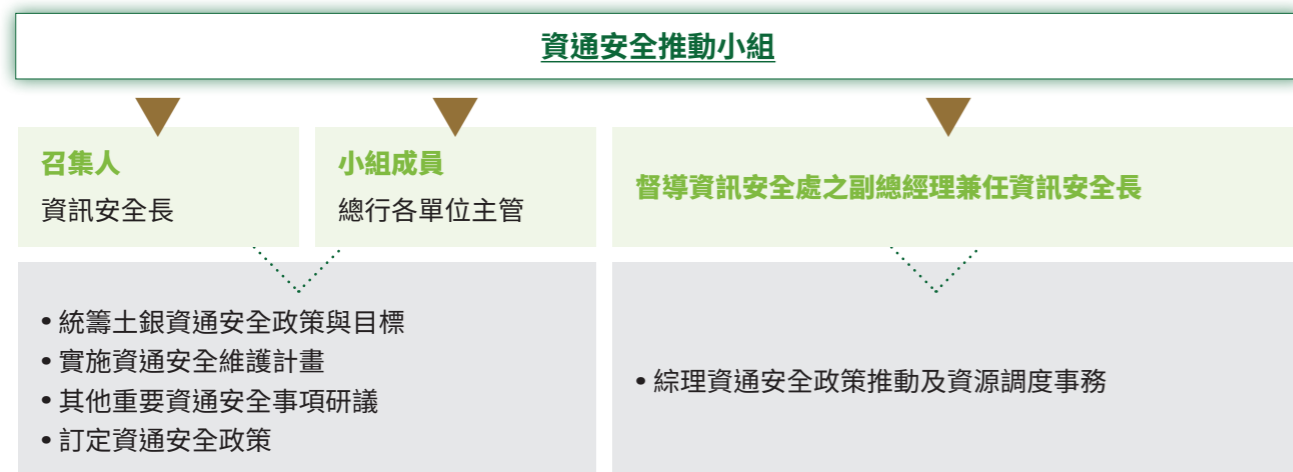 資通安全推動小組
召集人
資訊安全長
小組成員
總行各單位主管
督導資訊安全處之副總經理兼任資訊安全長
• 統籌土銀資通安全政策與目標
• 實施資通安全維護計畫
• 其他重要資通安全事項研議
• 訂定資通安全政策
• 綜理資通安全政策推動及資源調度事務